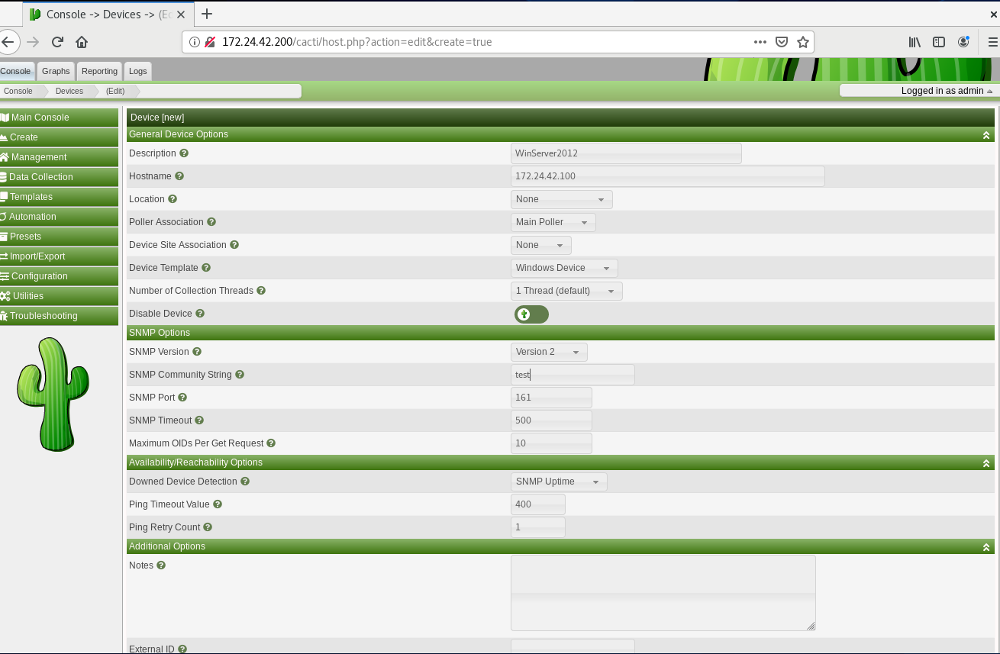 Console -> Devices -> (Ec
172.24.42.200/cacti/host.php?action=edit&create=true
Console Graphs Reporting Logs
Console Devices (Edit) Logged in as admin
Main Console
Create
Management
Data Collection
Templates
Automation
Presets
Import/Export
Configuration
Utilities
Troubleshooting
Device [new]
General Device Options
Description WinServer2012
Hostname 172.24.42.100
Location None
Poller Association Main Poller
Device Site Association None
Device Template Windows Device
Number of Collection Threads 1 Thread (default)
Disable Device
SNMP Options
SNMP Version Version 2
SNMP Community String test
SNMP Port 161
SNMP Timeout 500
Maximum OIDs Per Get Request 10
Availability/Reachability Options
Downed Device Detection SNMP Uptime
Ping Timeout Value 400
Ping Retry Count 1
Additional Options
Notes
External ID